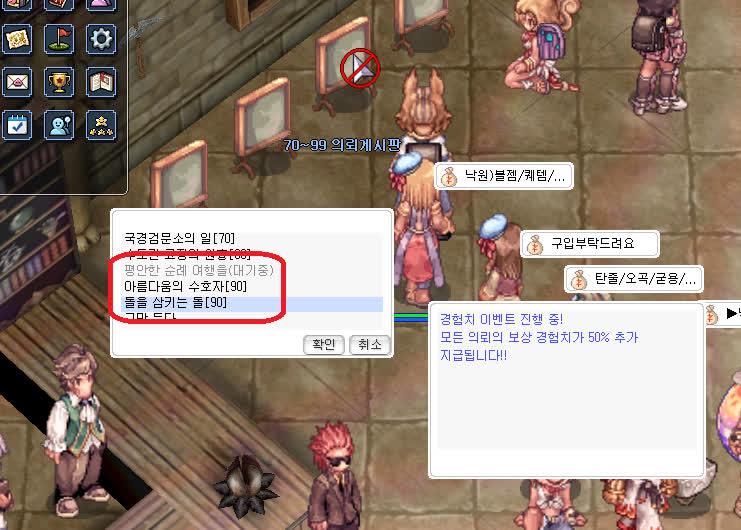 70~99 의뢰게시판
낙원)블젬/퀘템/...
국경검문소의 일[70]
구입부탁드려요
평안한 순례 여행을(대기중)
탄줄/오곡/굳용/...
아름다움의 수호자[90]
돌을 삼키는 돌[90]
그만 둔다
확인
취소
경험치 이벤트 진행 중!
모든 의뢰의 보상 경험치가 50% 추가
지급됩니다!!